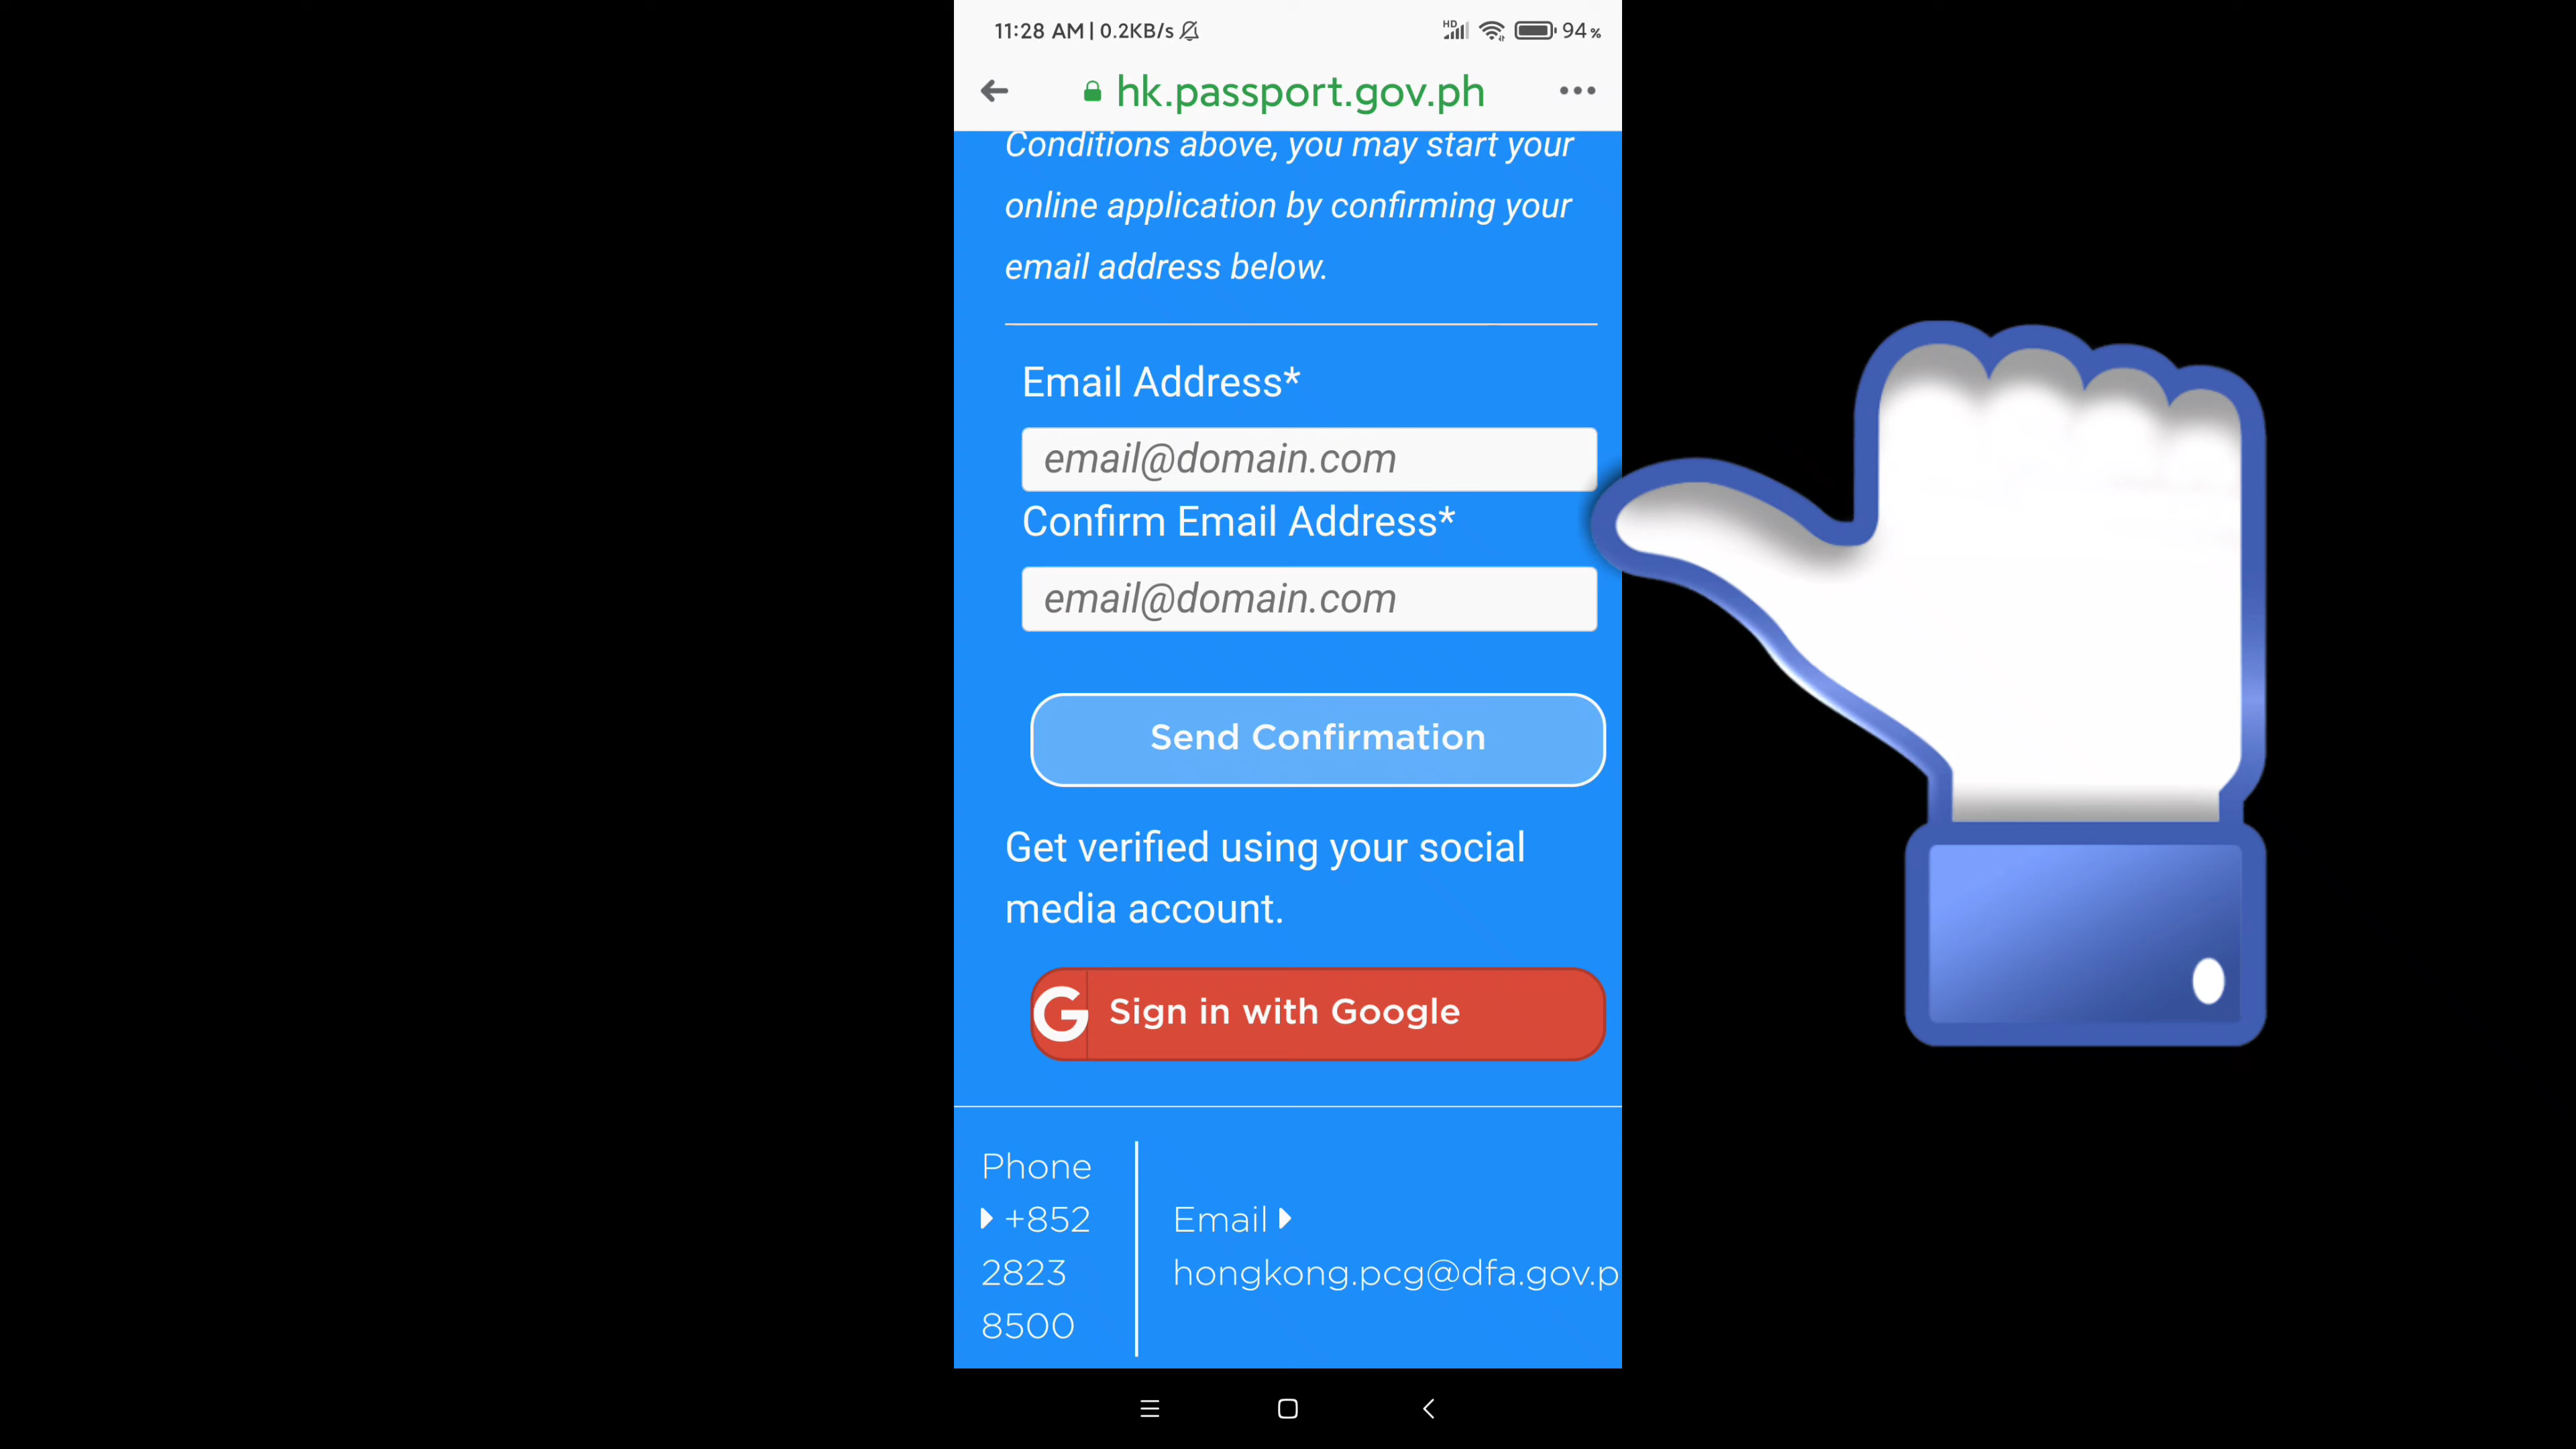 11:28 AM | 0.2KB/s
HD
94%
hk.passport.gov.ph
Conditions above, you may start your
online application by confirming your
email address below.
Email Address*
email@domain.com
Confirm Email Address*
email@domain.com
Send Confirmation
Get verified using your social
media account.
G Sign in with Google
Phone
+852
2823
8500
Email
hongkong.pcg@dfa.gov.p